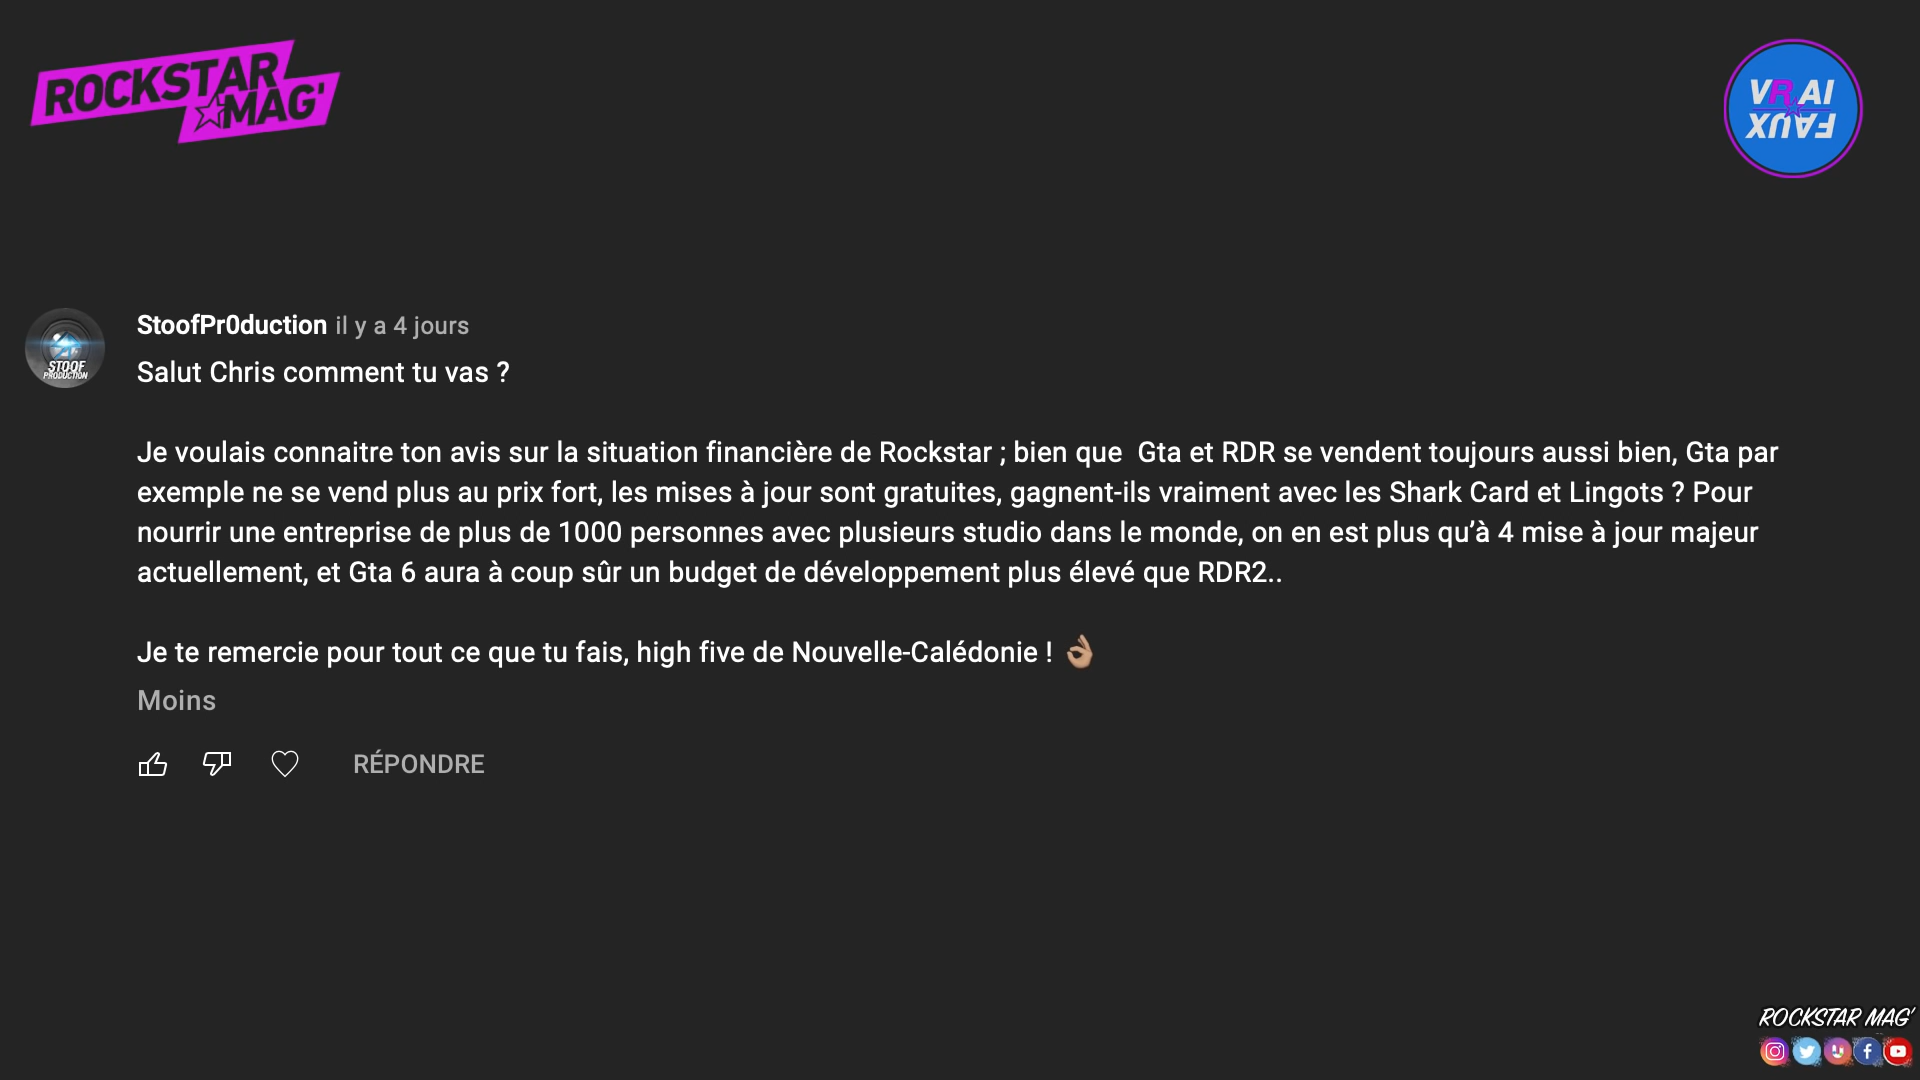 ROCKSTAR
MAG'
VRAI
FAUX
STOOF
PRODUCTION
StoofPr0duction il y a 4 jours
Salut Chris comment tu vas ?
Je voulais connaitre ton avis sur la situation financière de Rockstar ; bien que  Gta et RDR se vendent toujours aussi bien, Gta par
exemple ne se vend plus au prix fort, les mises à jour sont gratuites, gagnent-ils vraiment avec les Shark Card et Lingots ? Pour
nourrir une entreprise de plus de 1000 personnes avec plusieurs studio dans le monde, on en est plus qu’à 4 mise à jour majeur
actuellement, et Gta 6 aura à coup sûr un budget de développement plus élevé que RDR2..
Je te remercie pour tout ce que tu fais, high five de Nouvelle-Calédonie ! 👌🏽
Moins
RÉPONDRE
ROCKSTAR MAG'